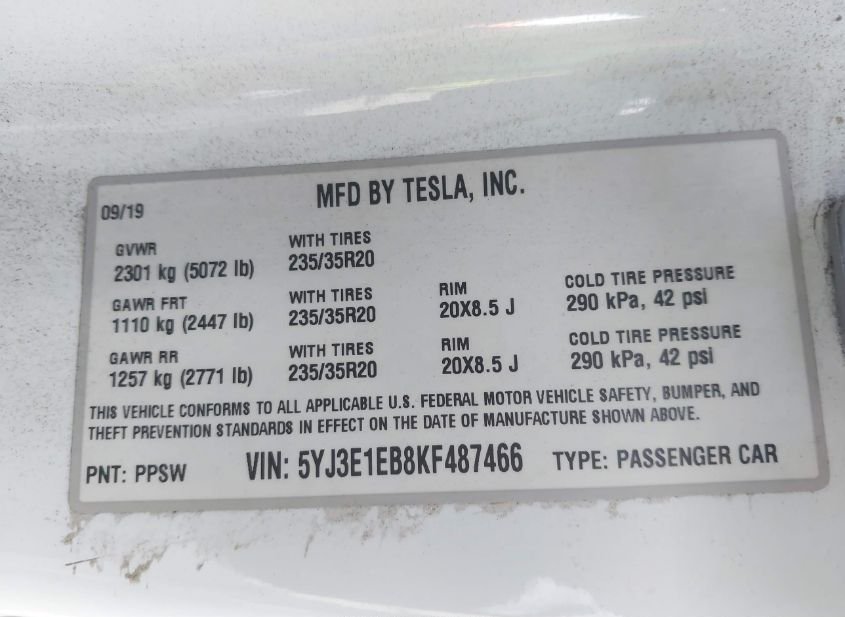 MFD BY TESLA, INC.
09/19
GVWR
2301 kg (5072 lb)
WITH TIRES
235/35R20
GAWR FRT
1110 kg (2447 lb)
WITH TIRES
235/35R20
RIM
20X8.5 J
COLD TIRE PRESSURE
290 kPa, 42 psi
GAWR RR
1257 kg (2771 lb)
WITH TIRES
235/35R20
RIM
20X8.5 J
COLD TIRE PRESSURE
290 kPa, 42 psi
THIS VEHICLE CONFORMS TO ALL APPLICABLE U.S. FEDERAL MOTOR VEHICLE SAFETY, BUMPER, AND
THEFT PREVENTION STANDARDS IN EFFECT ON THE DATE OF MANUFACTURE SHOWN ABOVE.
PNT: PPSW VIN: 5YJ3E1EB8KF487466 TYPE: PASSENGER CAR